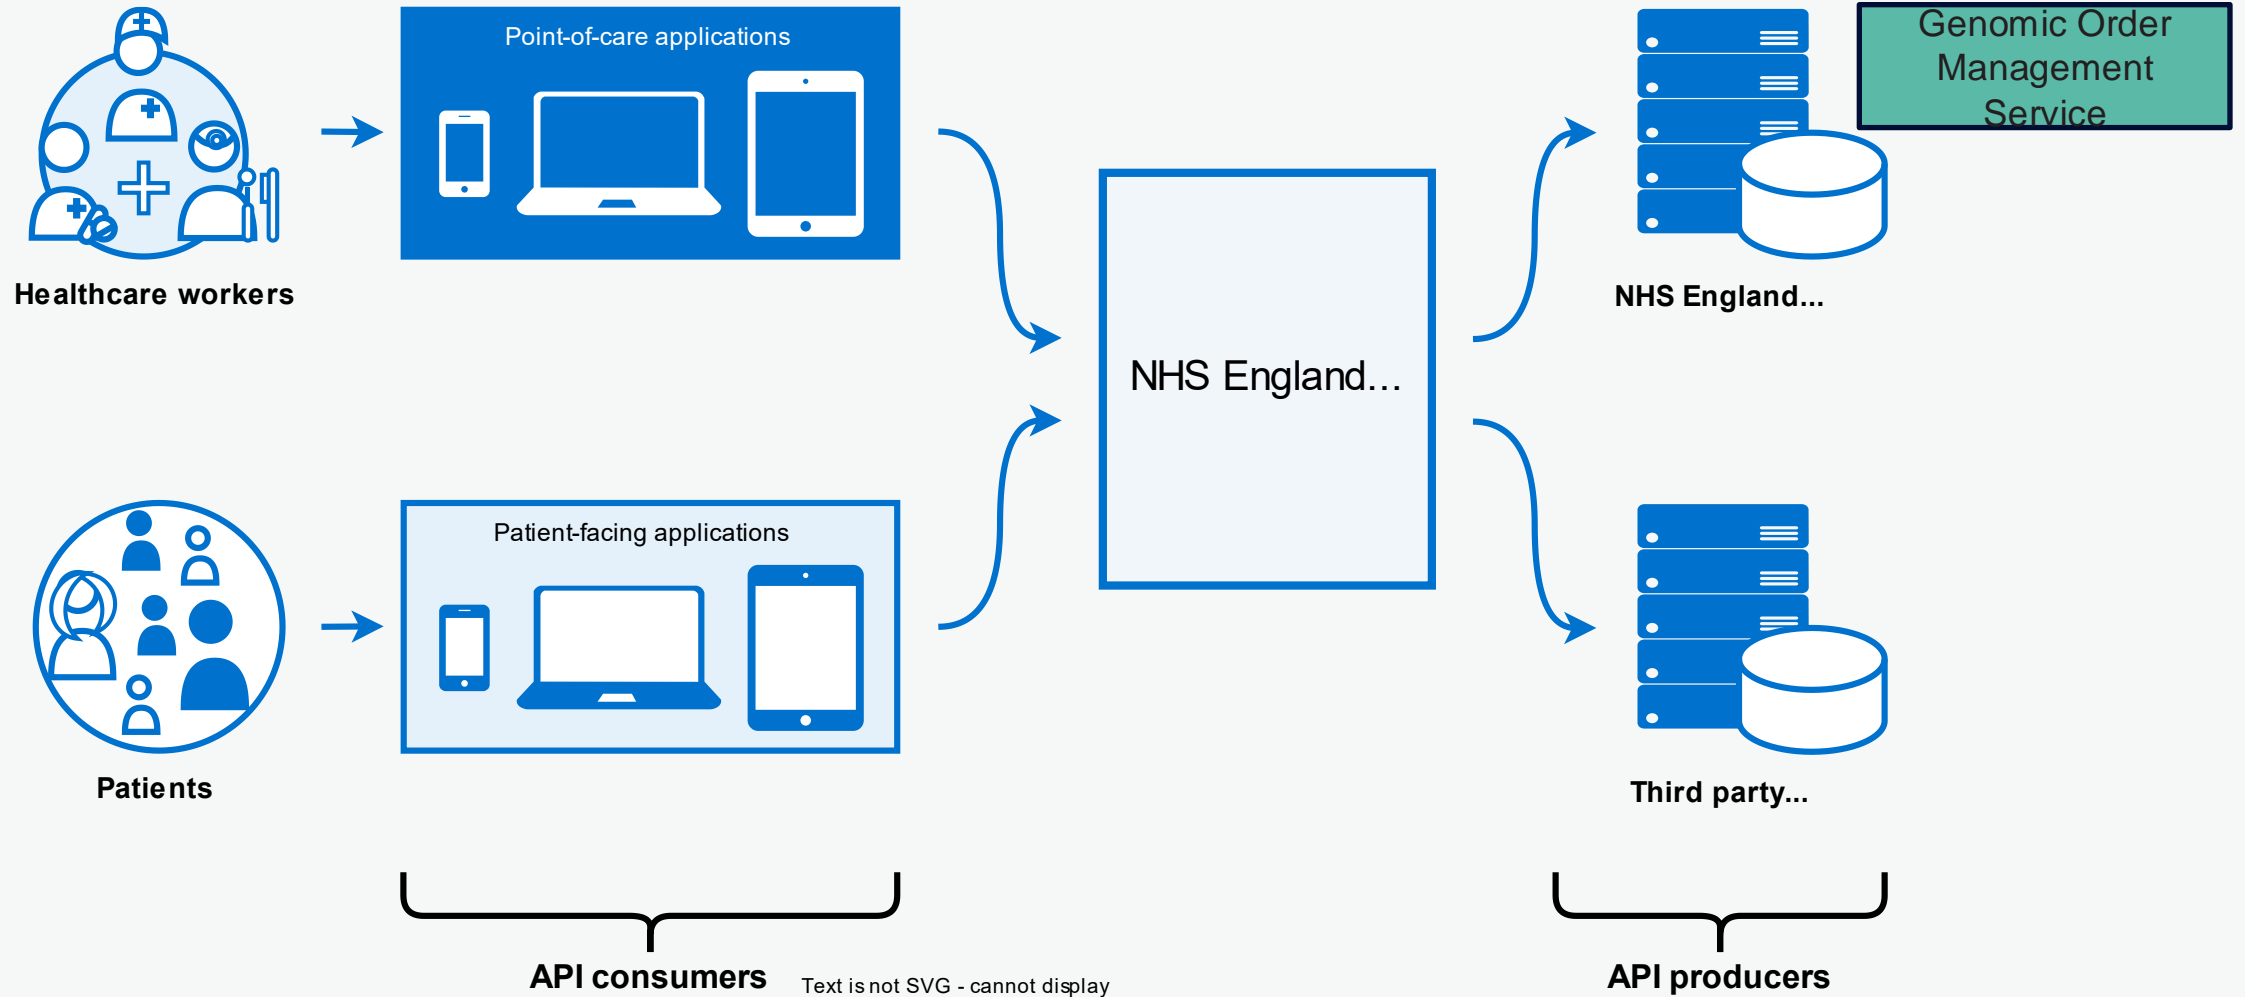 Point-of-care applications
Genomic Order
Management
Service
Healthcare workers
NHS England...
NHS England...
Patient-facing applications
Patients
Third party...
API consumers
Text is not SVG - cannot display
API producers